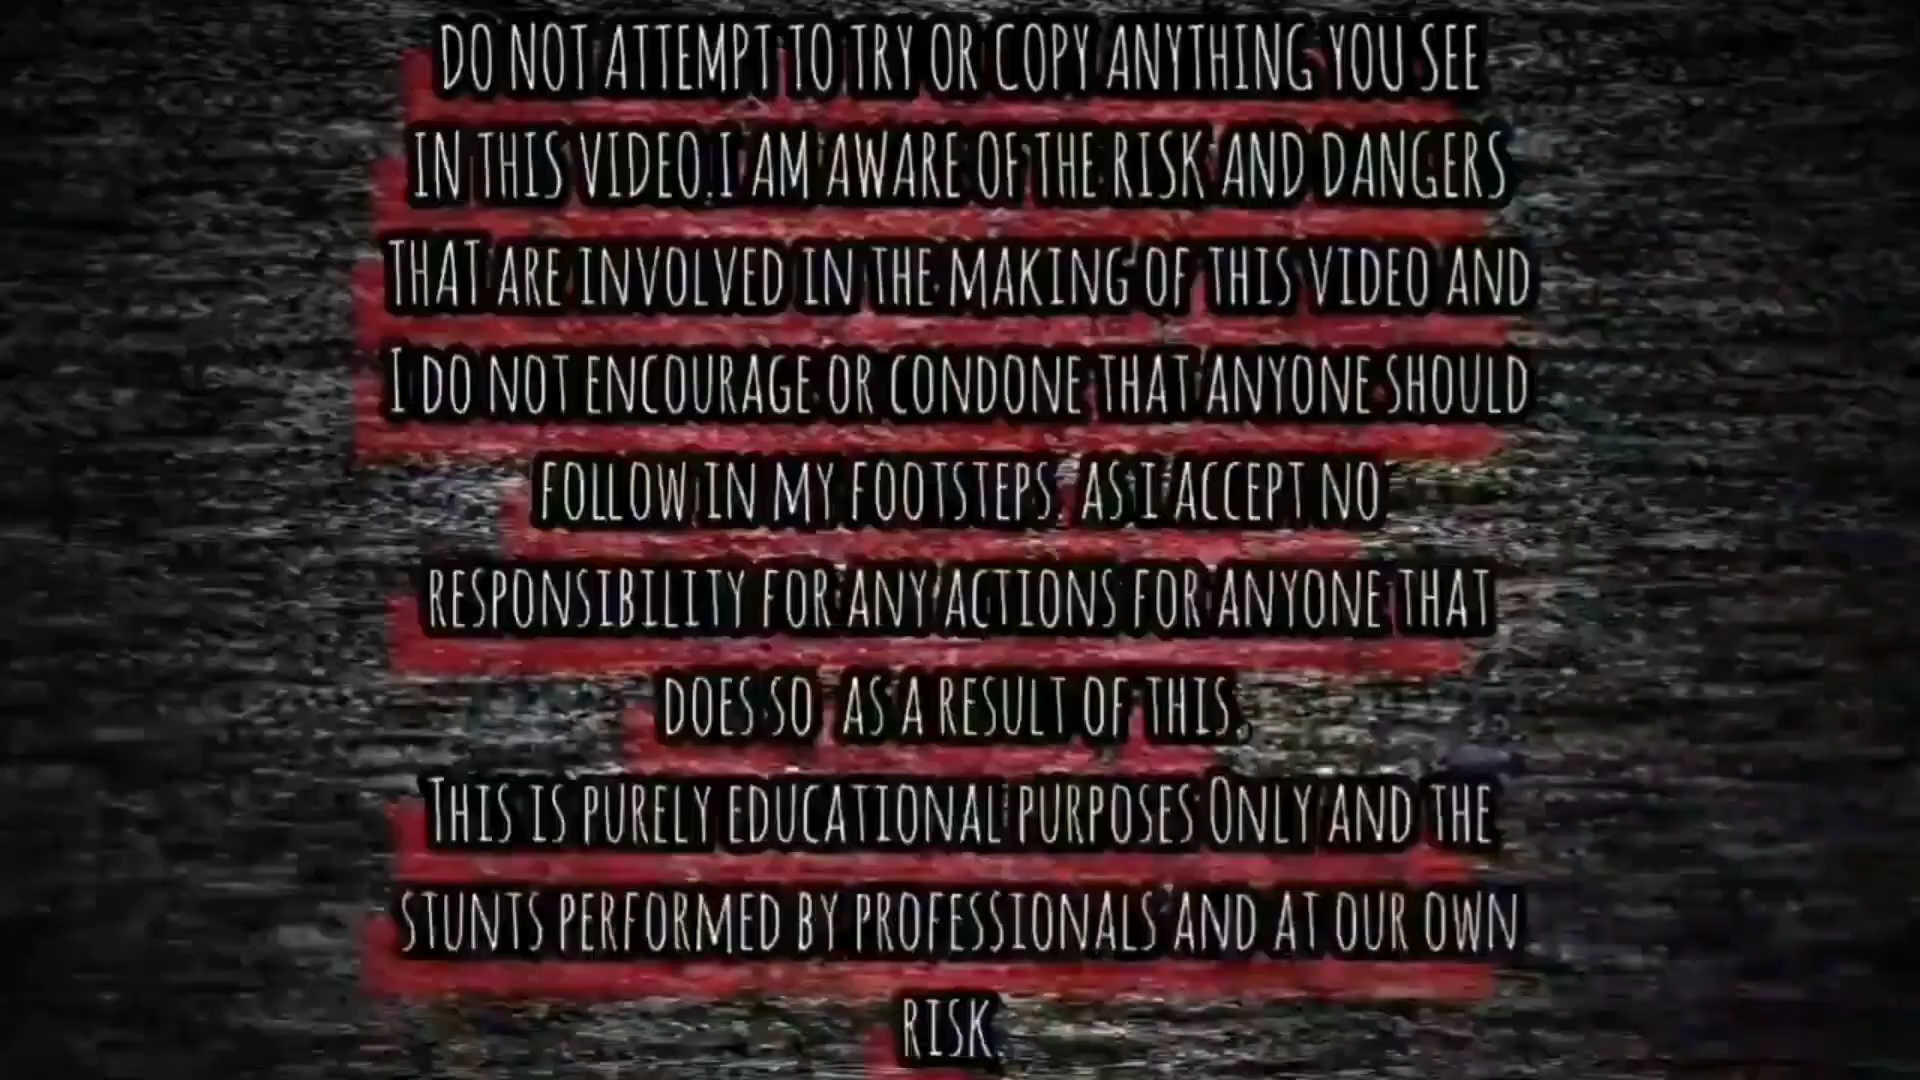 DO NOT ATTEMPT TO TRY OR COPY ANYTHING YOU SEE
IN THIS VIDEO.I AM AWARE OF THE RISK AND DANGERS
THAT ARE INVOLVED IN THE MAKING OF THIS VIDEO AND
I DO NOT ENCOURAGE OR CONDONE THAT ANYONE SHOULD
FOLLOW IN MY FOOTSTEPS. AS I ACCEPT NO
RESPONSIBILITY FOR ANY ACTIONS FOR ANYONE THAT
DOES SO AS A RESULT OF THIS,
THIS IS PURELY EDUCATIONAL PURPOSES ONLY AND THE
STUNTS PERFORMED BY PROFESSIONALS AND AT OUR OWN
RISK.